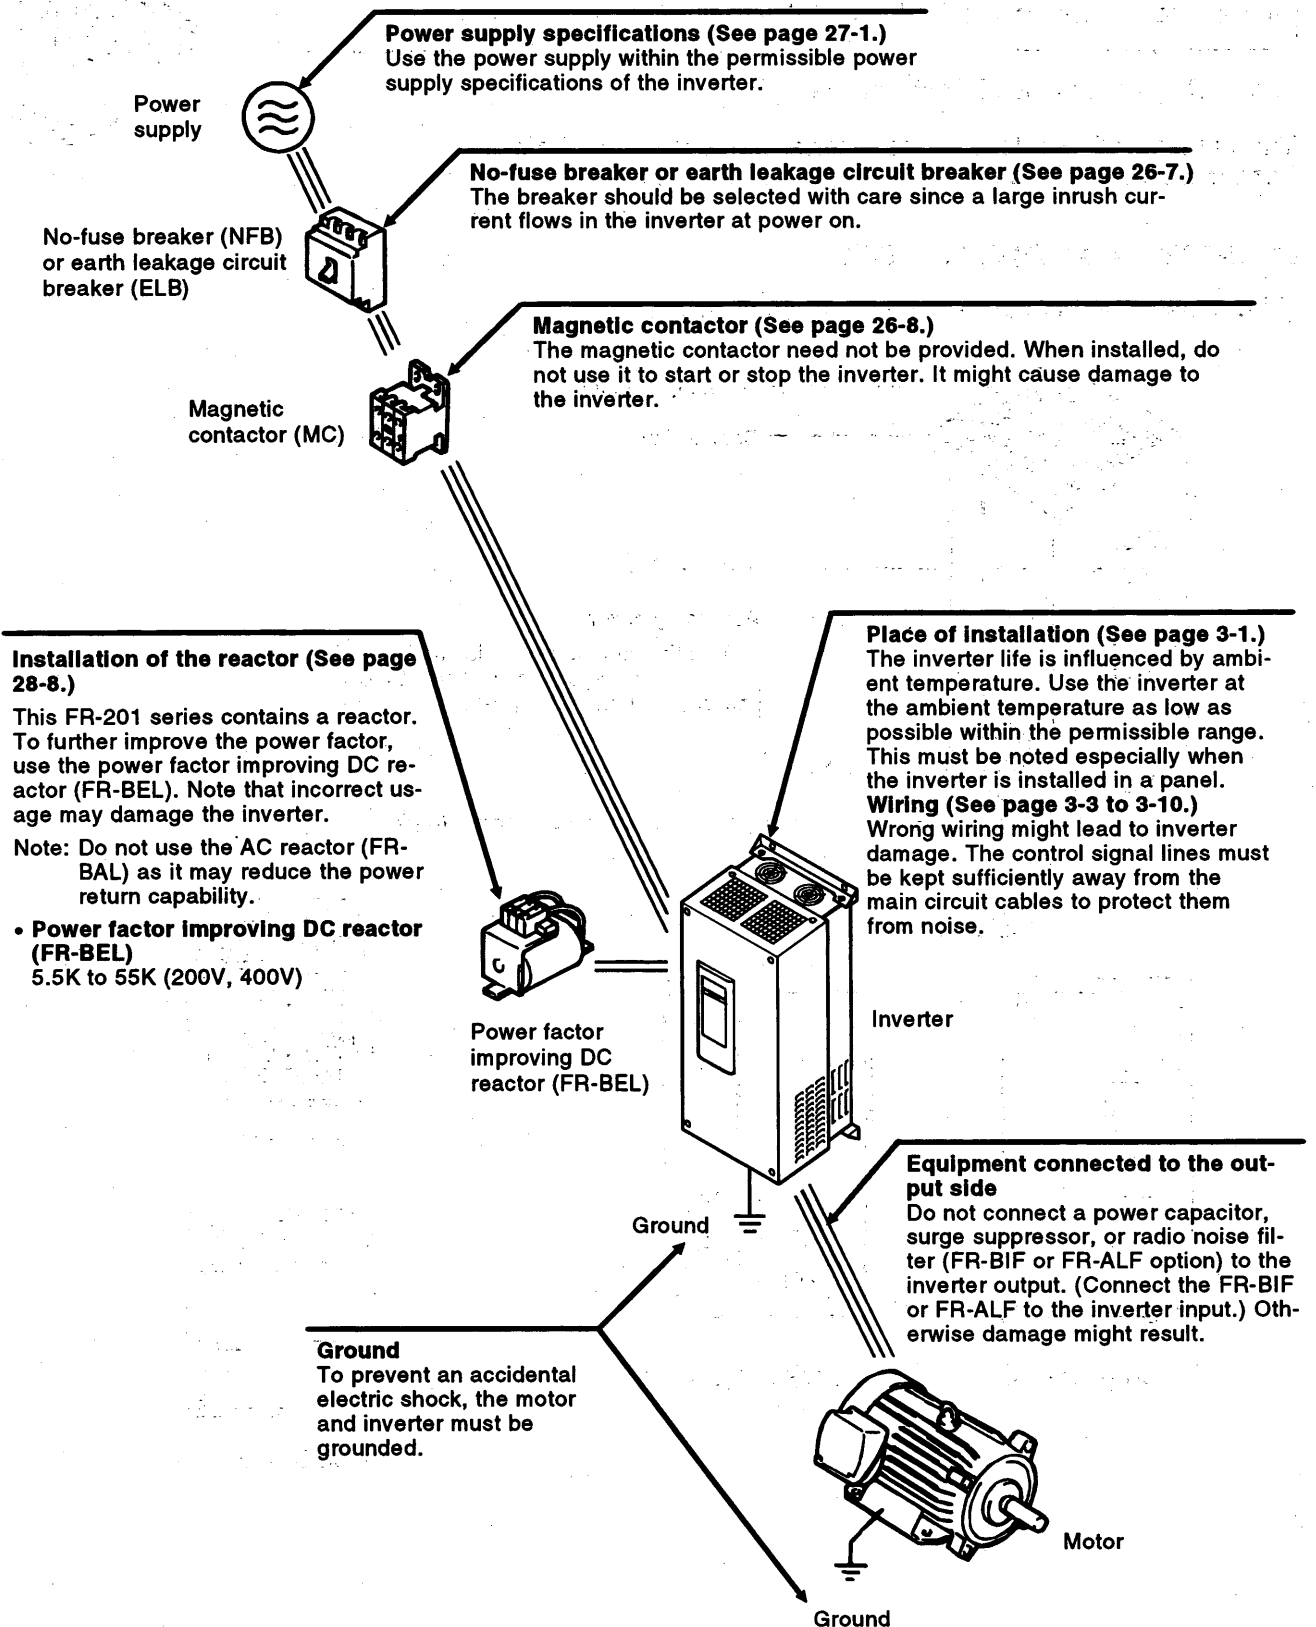 Power supply specifications (See page 27-1.)
Use the power supply within the permissible power
supply specifications of the inverter.
Power
supply
No-fuse breaker or earth leakage circuit breaker (See page 26-7.)
The breaker should be selected with care since a large inrush cur-
rent flows in the inverter at power on.
No-fuse breaker (NFB)
or earth leakage circuit
breaker (ELB)
Magnetic contactor (See page 26-8.)
The magnetic contactor need not be provided. When installed, do
not use it to start or stop the inverter. It might cause damage to
the inverter.
Magnetic
contactor (MC)
Installation of the reactor (See page
28-8.)
This FR-201 series contains a reactor.
To further improve the power factor,
use the power factor improving DC re-
actor (FR-BEL). Note that incorrect us-
age may damage the inverter.
Note: Do not use the AC reactor (FR-
BAL) as it may reduce the power
return capability.
• Power factor improving DC reactor
(FR-BEL)
5.5K to 55K (200V, 400V)
Place of installation (See page 3-1.)
The inverter life is influenced by ambi-
ent temperature. Use the inverter at
the ambient temperature as low as
possible within the permissible range.
This must be noted especially when
the inverter is installed in a panel.
Wiring (See page 3-3 to 3-10.)
Wrong wiring might lead to inverter
damage. The control signal lines must
be kept sufficiently away from the
main circuit cables to protect them
from noise.
Inverter
Power factor
improving DC
reactor (FR-BEL)
Equipment connected to the out-
put side
Do not connect a power capacitor,
surge suppressor, or radio noise fil-
ter (FR-BIF or FR-ALF option) to the
inverter output. (Connect the FR-BIF
or FR-ALF to the inverter input.) Oth-
erwise damage might result.
Ground
Ground
To prevent an accidental
electric shock, the motor
and inverter must be
grounded.
Motor
Ground